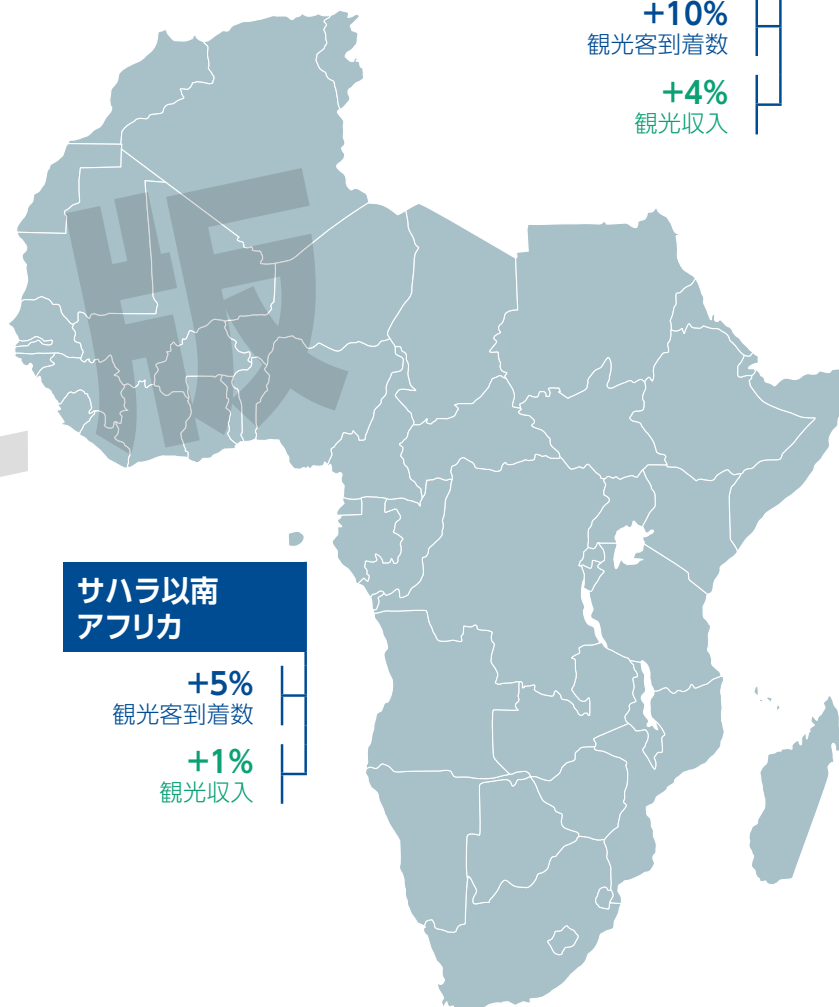 +10%
観光客到着数
+4%
観光収入
版
サハラ以南
アフリカ
+5%
観光客到着数
+1%
観光収入